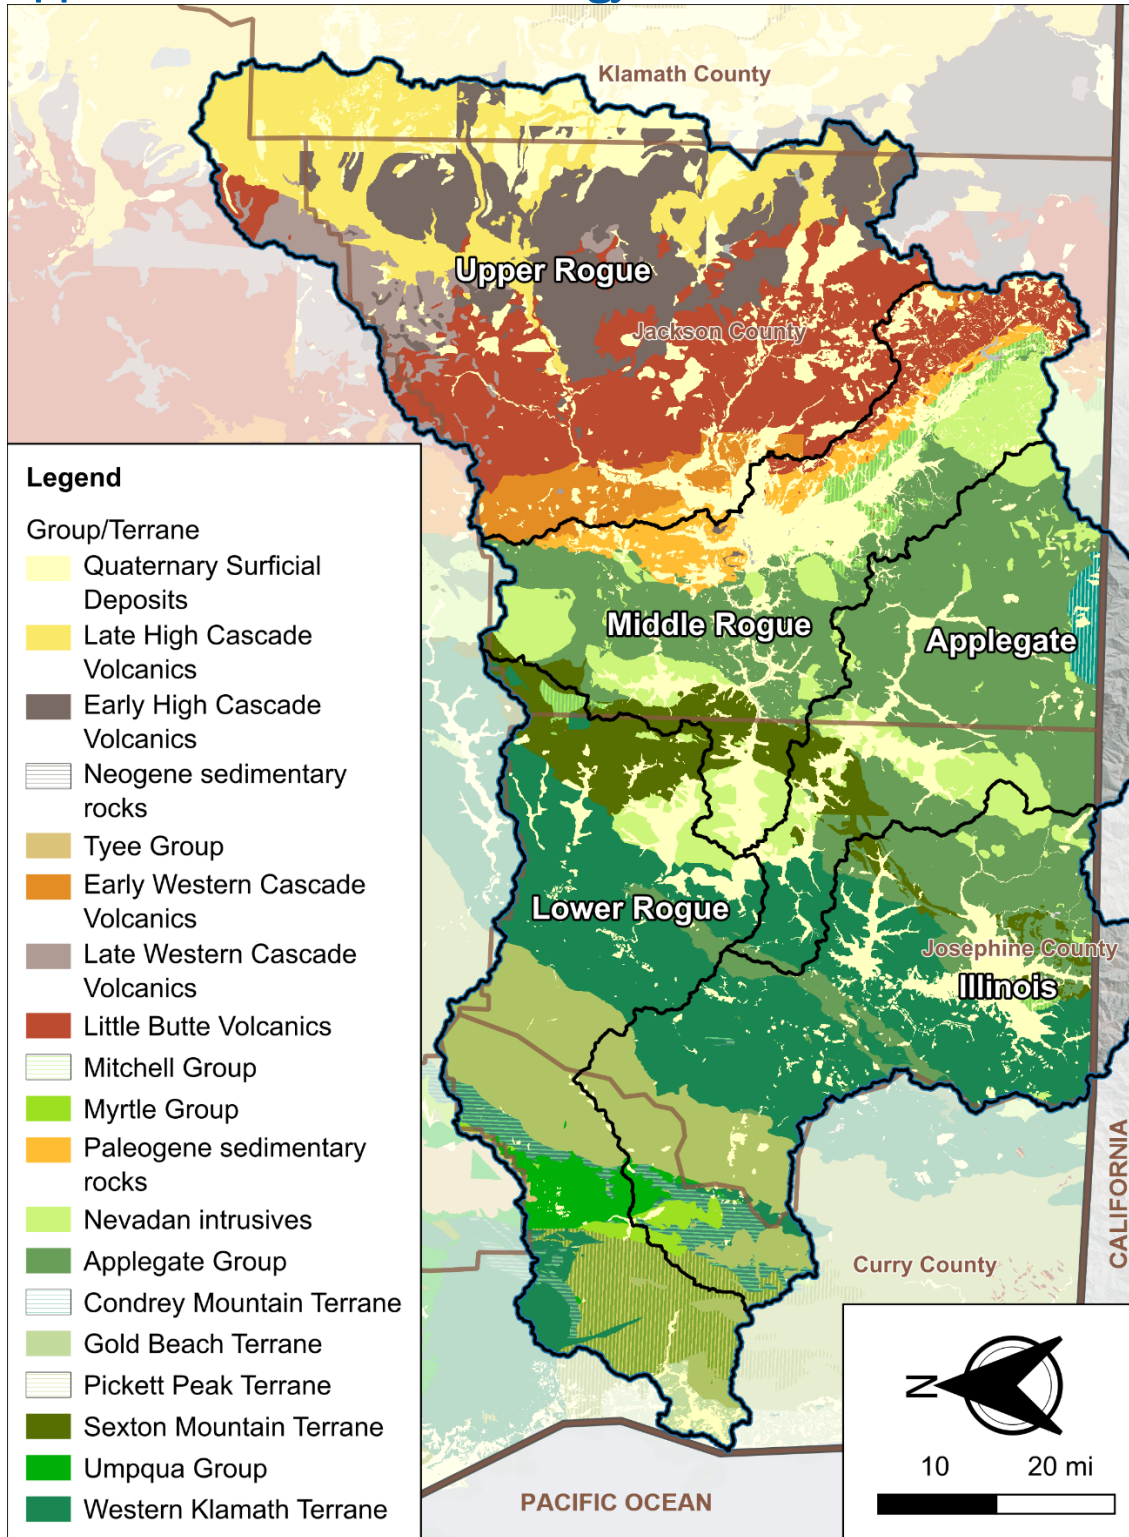 Klamath County
Upper Rogue
Jackson County
Middle Rogue
Applegate
Lower Rogue
Josephine County
Illinois
Curry County
CALIFORNIA
PACIFIC OCEAN
Legend
Group/Terrane
Quaternary Surficial
Deposits
Late High Cascade
Volcanics
Early High Cascade
Volcanics
Neogene sedimentary
rocks
Tyee Group
Early Western Cascade
Volcanics
Late Western Cascade
Volcanics
Little Butte Volcanics
Mitchell Group
Myrtle Group
Paleogene sedimentary
rocks
Nevadan intrusives
Applegate Group
Condrey Mountain Terrane
Gold Beach Terrane
Pickett Peak Terrane
Sexton Mountain Terrane
Umpqua Group
Western Klamath Terrane
N
10 20 mi